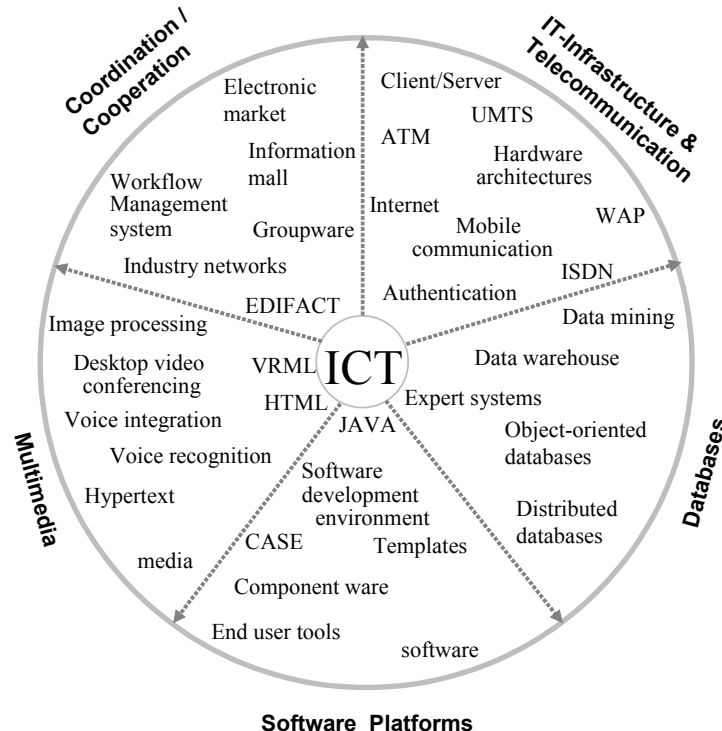 Coordination /
Cooperation
IT-Infrastructure &
Telecommunication
Electronic
market
Information
mall
Workflow
Management
system
Groupware
Industry networks
EDIFACT
Client/Server
UMTS
ATM
Hardware
architectures
Internet
WAP
Mobile
communication
ISDN
Authentication
Image processing
Desktop video
conferencing
VRML
HTML
Voice integration
Voice recognition
Hypertext
media
Multimedia
ICT
Data mining
Data warehouse
Expert systems
Object-oriented
databases
Distributed
databases
Databases
JAVA
Software
development
environment
CASE
Templates
Component ware
End user tools
software
Software Platforms